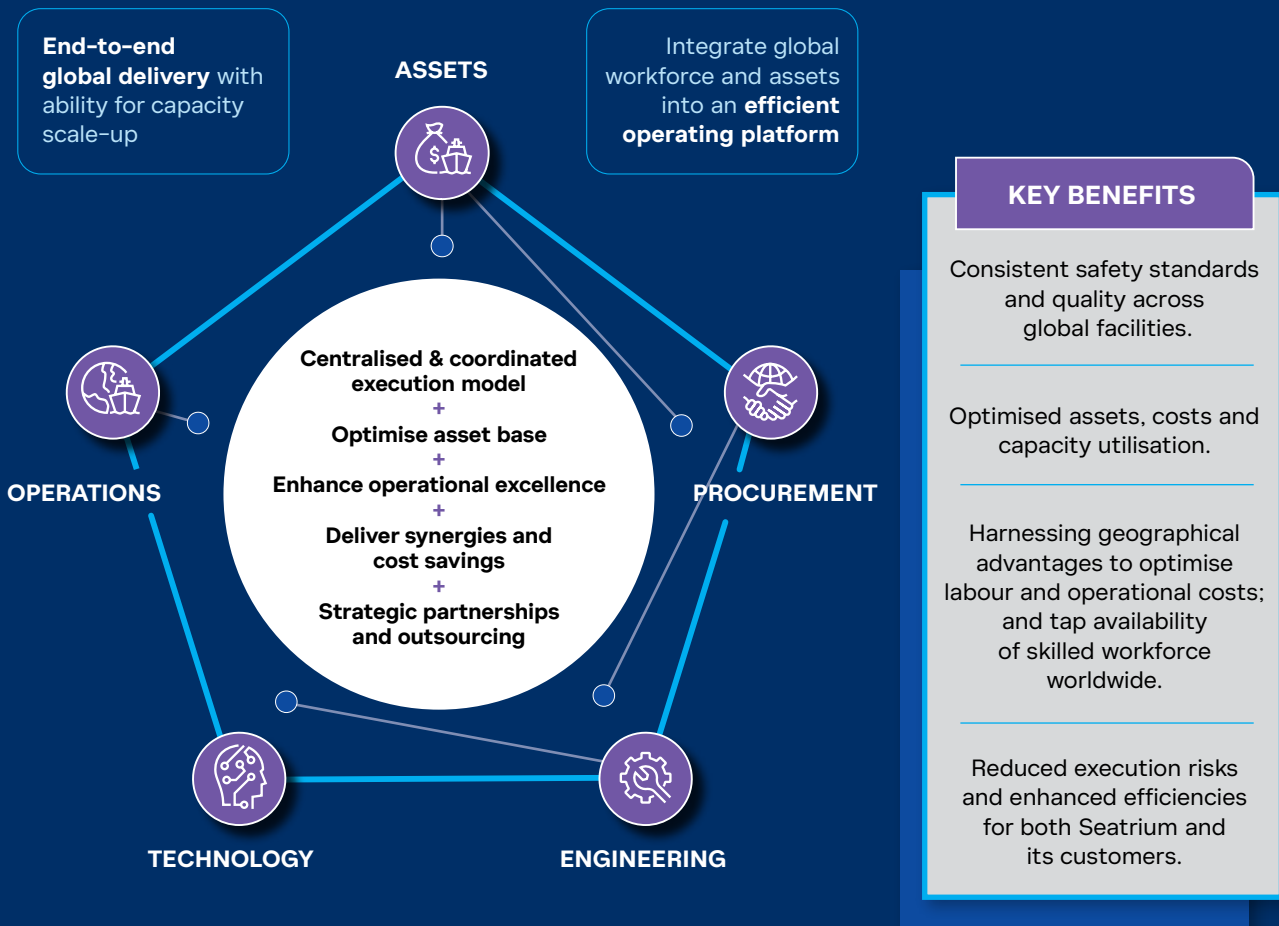 End-to-end
global delivery with
ability for capacity
scale-up
ASSETS
Integrate global
workforce and assets
into an efficient
operating platform
$
Centralised & coordinated
execution model
+
Optimise asset base
+
Enhance operational excellence
+
Deliver synergies and
cost savings
+
Strategic partnerships
and outsourcing
OPERATIONS
PROCUREMENT
TECHNOLOGY
ENGINEERING
KEY BENEFITS
Consistent safety standards
and quality across
global facilities.
Optimised assets, costs and
capacity utilisation.
Harnessing geographical
advantages to optimise
labour and operational costs;
and tap availability
of skilled workforce
worldwide.
Reduced execution risks
and enhanced efficiencies
for both Seatrium and
its customers.